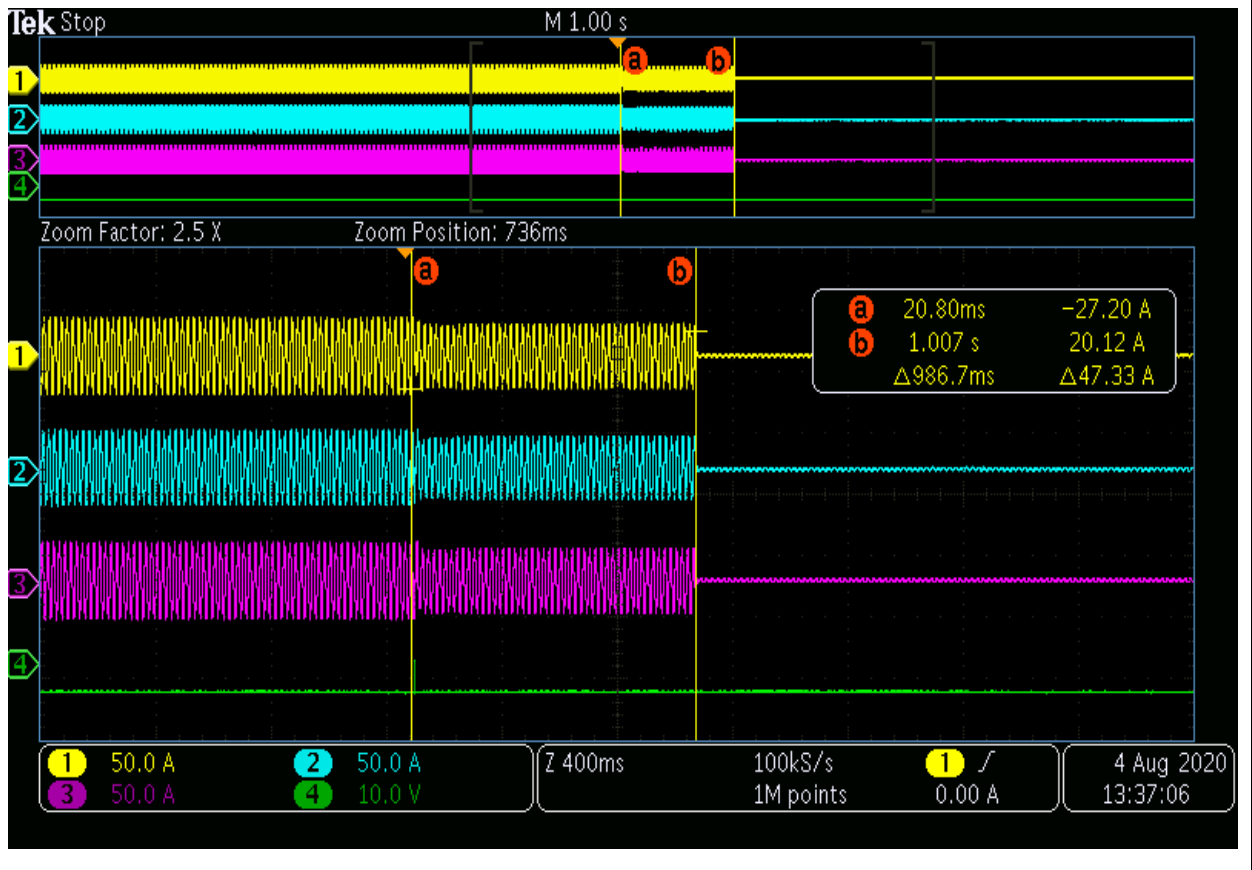 Tek Stop M 1.00 s
a b
1
2
3
4
Zoom Factor: 2.5 X Zoom Position: 736ms
a b
a 20.80ms −27.20 A
b 1.007 s 20.12 A
△986.7ms △47.33 A
1
2
3
4
1 50.0 A 2 50.0 A Z 400ms 100kS/s 1 4 Aug 2020
3 50.0 A 4 10.0 V 1M points 0.00 A 13:37:06